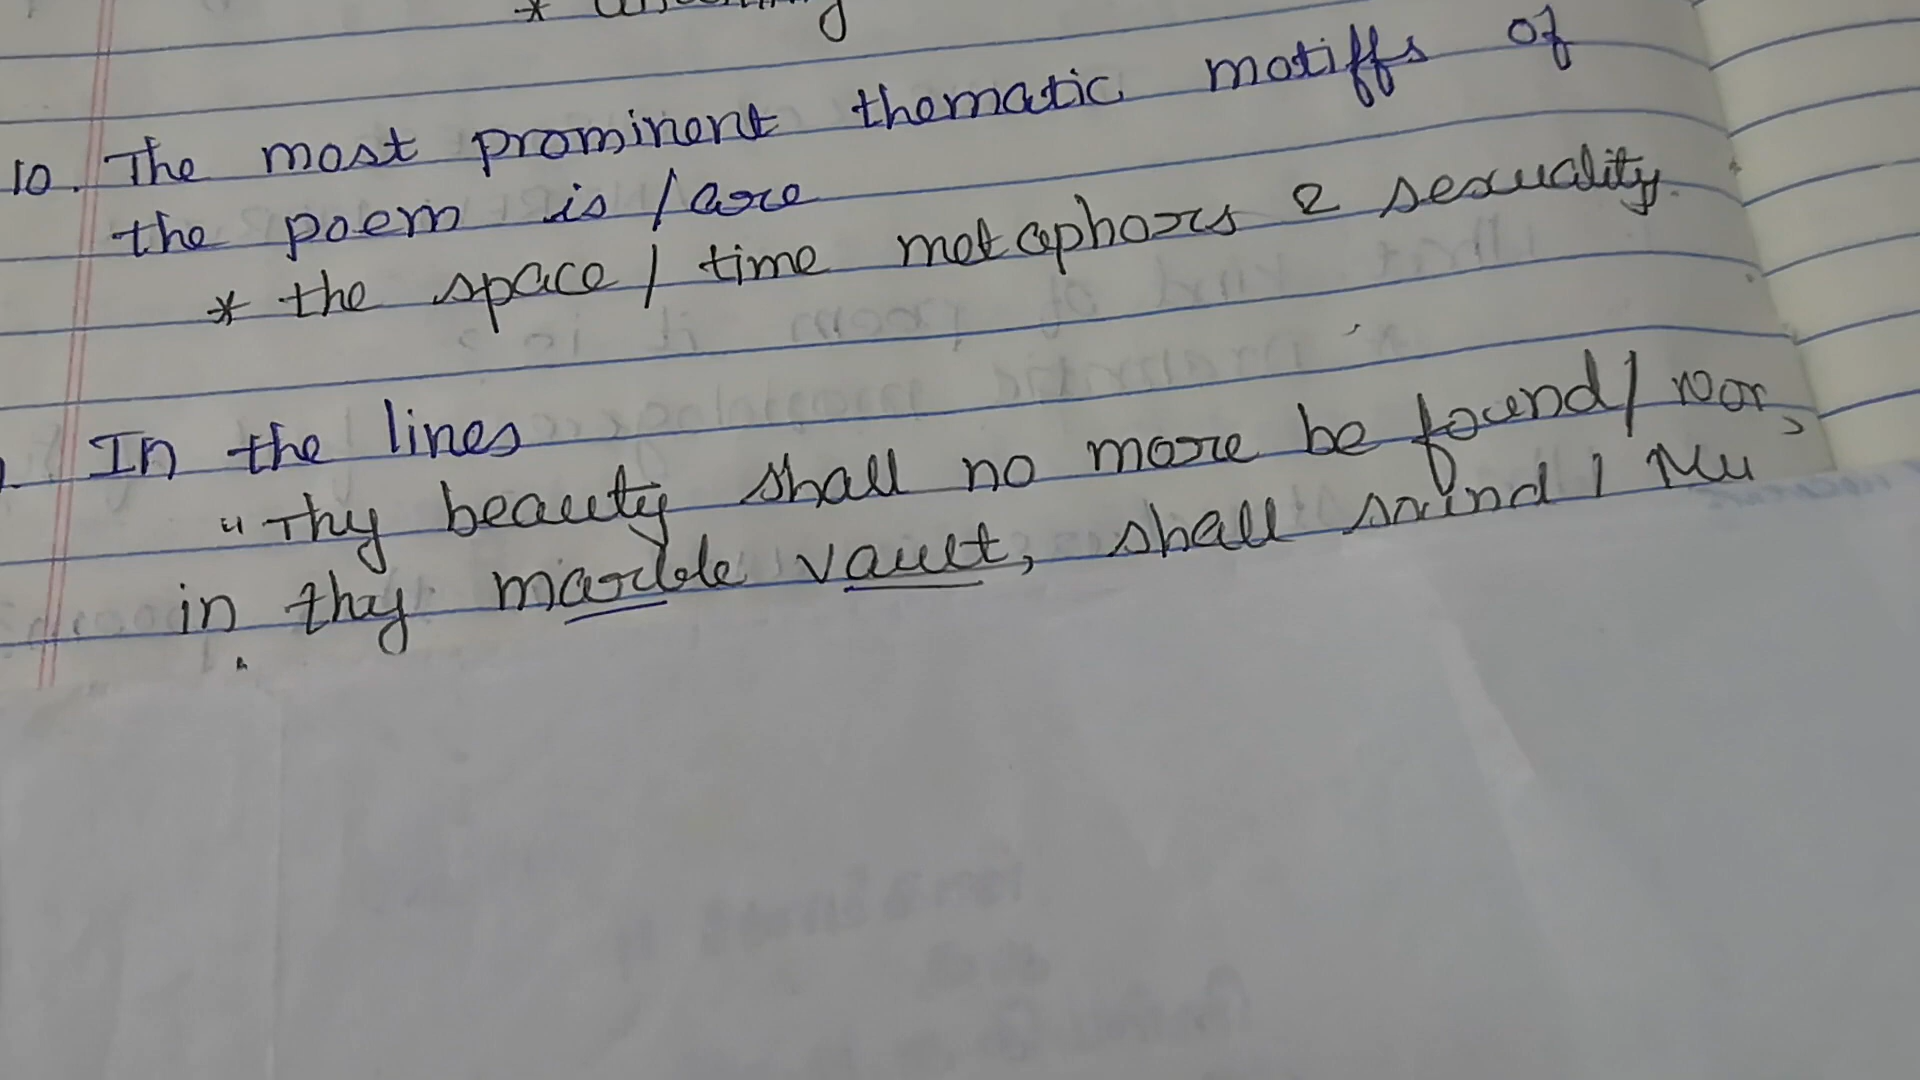 10. The most prominent thematic motiffs of
the poem is / are
* the space / time metaphors & sexuality.
In the lines
"Thy beauty shall no more be found / nor,
in thy marble vault, shall sound / My